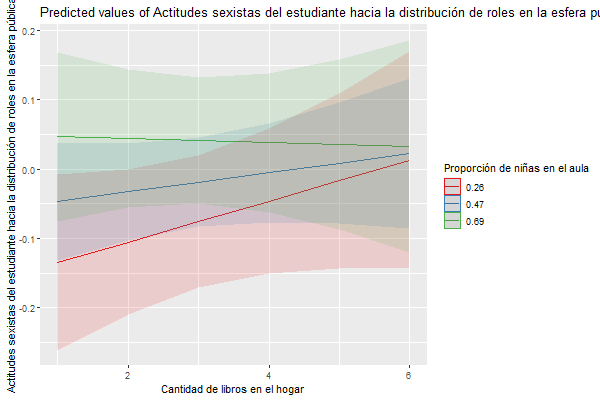 Predicted values of Actitudes sexistas del estudiante hacia la distribución de roles en la esfera
Actitudes sexistas del estudiante hacia la distribución de roles en la esfera pública
0.2
0.1
0.0
-0.1
-0.2
2
4
6
Cantidad de libros en el hogar
Proporción de niñas en el aula
0.26
0.47
0.69